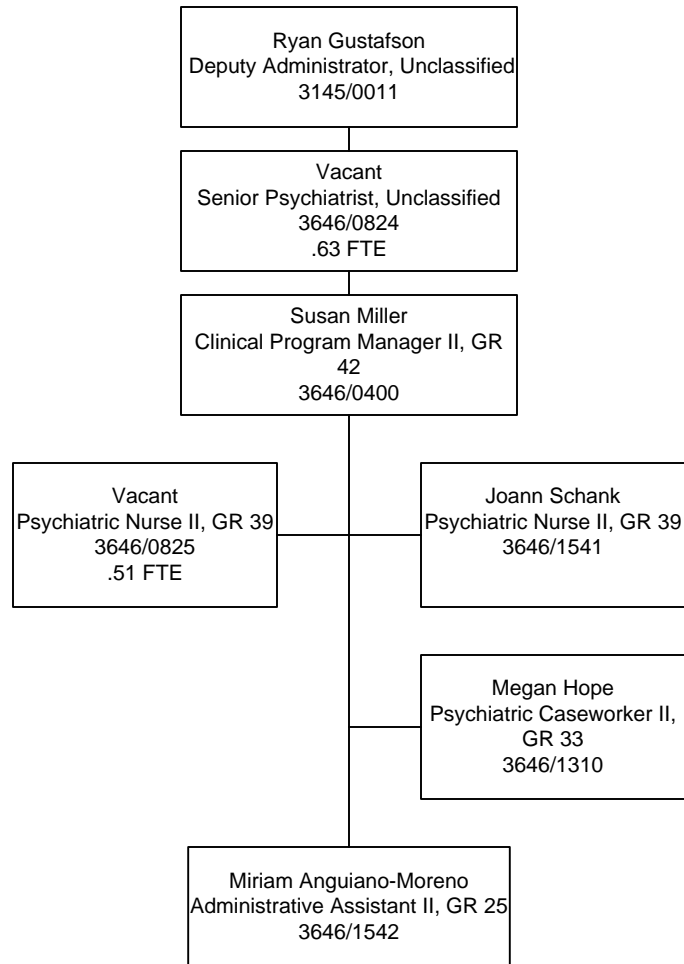 Ryan Gustafson
Deputy Administrator, Unclassified
3145/0011
Vacant
Senior Psychiatrist, Unclassified
3646/0824
.63 FTE
Susan Miller
Clinical Program Manager II, GR
42
3646/0400
Vacant
Psychiatric Nurse II, GR 39
3646/0825
.51 FTE
Joann Schank
Psychiatric Nurse II, GR 39
3646/1541
Megan Hope
Psychiatric Caseworker II,
GR 33
3646/1310
Miriam Anguiano-Moreno
Administrative Assistant II, GR 25
3646/1542